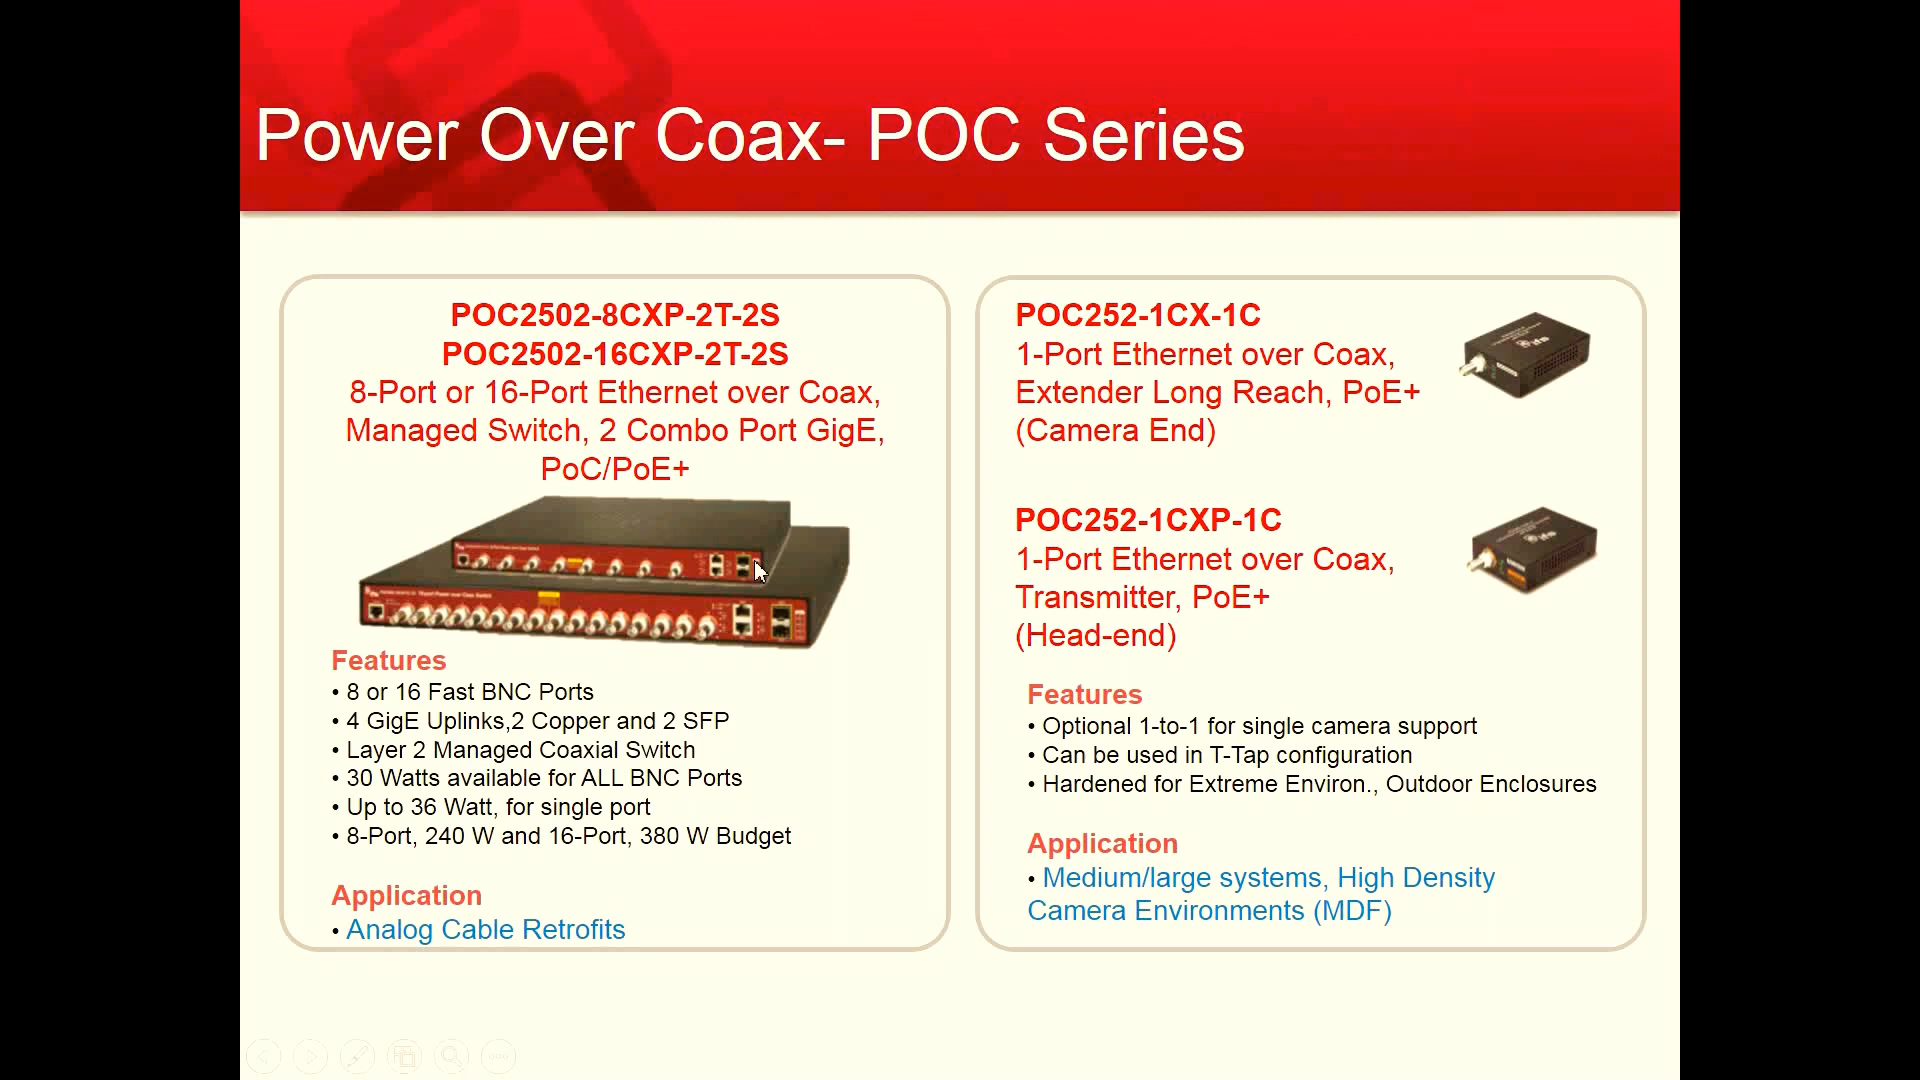 Power Over Coax- POC Series
POC2502-8CXP-2T-2S
POC2502-16CXP-2T-2S
8-Port or 16-Port Ethernet over Coax,
Managed Switch, 2 Combo Port GigE,
PoC/PoE+
Features
• 8 or 16 Fast BNC Ports
• 4 GigE Uplinks,2 Copper and 2 SFP
• Layer 2 Managed Coaxial Switch
• 30 Watts available for ALL BNC Ports
• Up to 36 Watt, for single port
• 8-Port, 240 W and 16-Port, 380 W Budget
Application
• Analog Cable Retrofits
POC252-1CX-1C
1-Port Ethernet over Coax,
Extender Long Reach, PoE+
(Camera End)
POC252-1CXP-1C
1-Port Ethernet over Coax,
Transmitter, PoE+
(Head-end)
Features
• Optional 1-to-1 for single camera support
• Can be used in T-Tap configuration
• Hardened for Extreme Environ., Outdoor Enclosures
Application
• Medium/large systems, High Density
Camera Environments (MDF)